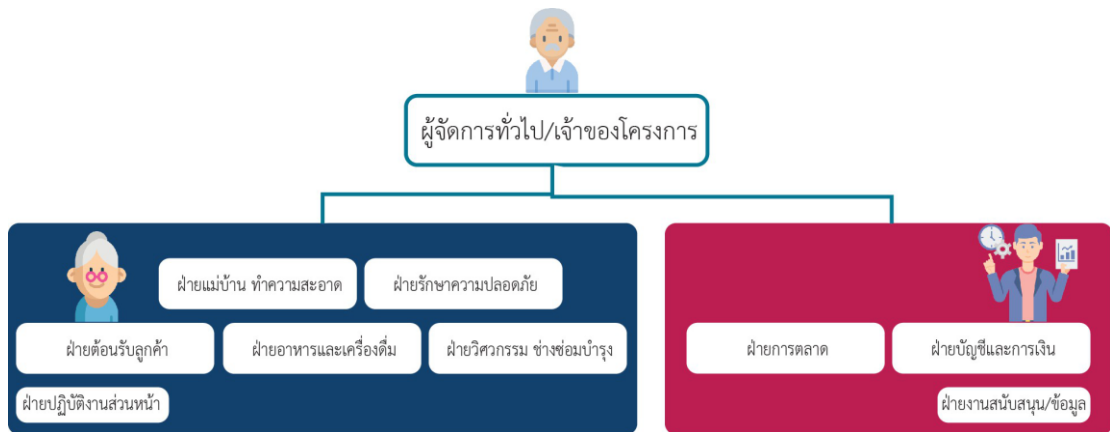 ผู้จัดการทั่วไป/เจ้าของโครงการ
ฝ่ายแม่บ้าน ทำความสะอาด
ฝ่ายรักษาความปลอดภัย
ฝ่ายต้อนรับลูกค้า
ฝ่ายอาหารและเครื่องดื่ม
ฝ่ายวิศวกรรม ช่างซ่อมบำรุง
ฝ่ายปฏิบัติงานส่วนหน้า
ฝ่ายการตลาด
ฝ่ายบัญชีและการเงิน
ฝ่ายงานสนับสนุน/ข้อมูล